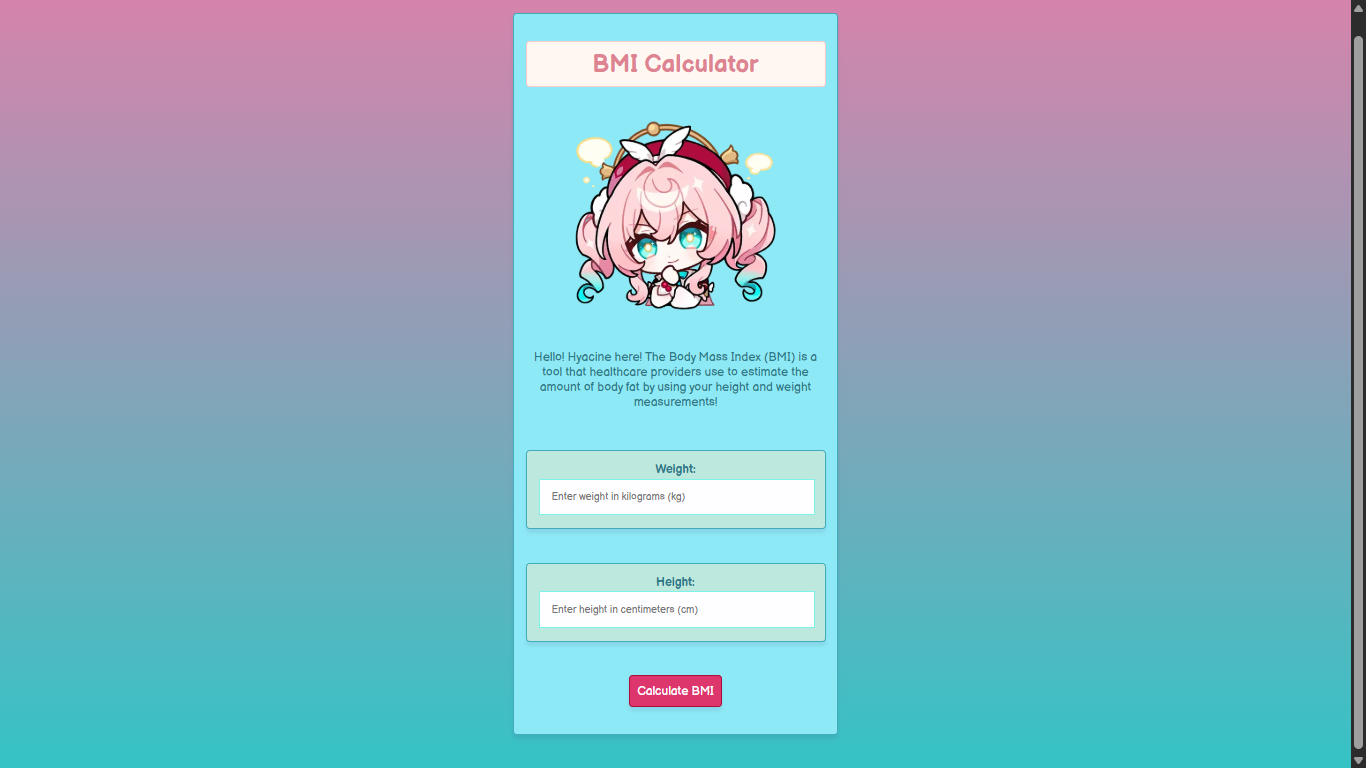 BMI Calculator
Hello! Hyacine here! The Body Mass Index (BMI) is a
tool that healthcare providers use to estimate the
amount of body fat by using your height and weight
measurements!
Weight:
Enter weight in kilograms (kg)
Height:
Enter height in centimeters (cm)
Calculate BMI